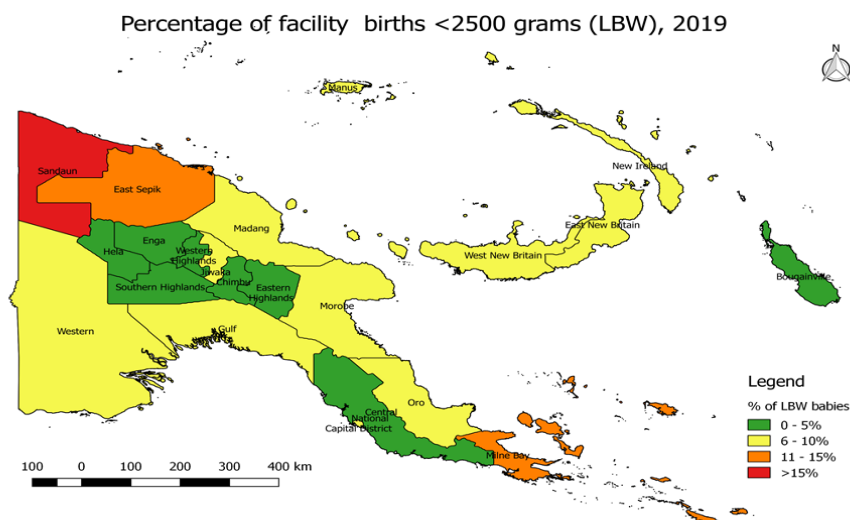 Percentage of facility births <2500 grams (LBW), 2019
N
Manus
Sandaun
New Ireland
East Sepik
Madang
East New Britain
Enga
Western
Highlands
Hela
West New Britain
Jiwaka
Bougainville
Chimbu
Southern Highlands
Eastern
Highlands
Morobe
Western
Gulf
Oro
Central
National
Capital District
Milne Bay
Legend
% of LBW babies
0 - 5%
6 - 10%
11 - 15%
>15%
100 0 100 200 300 400 km